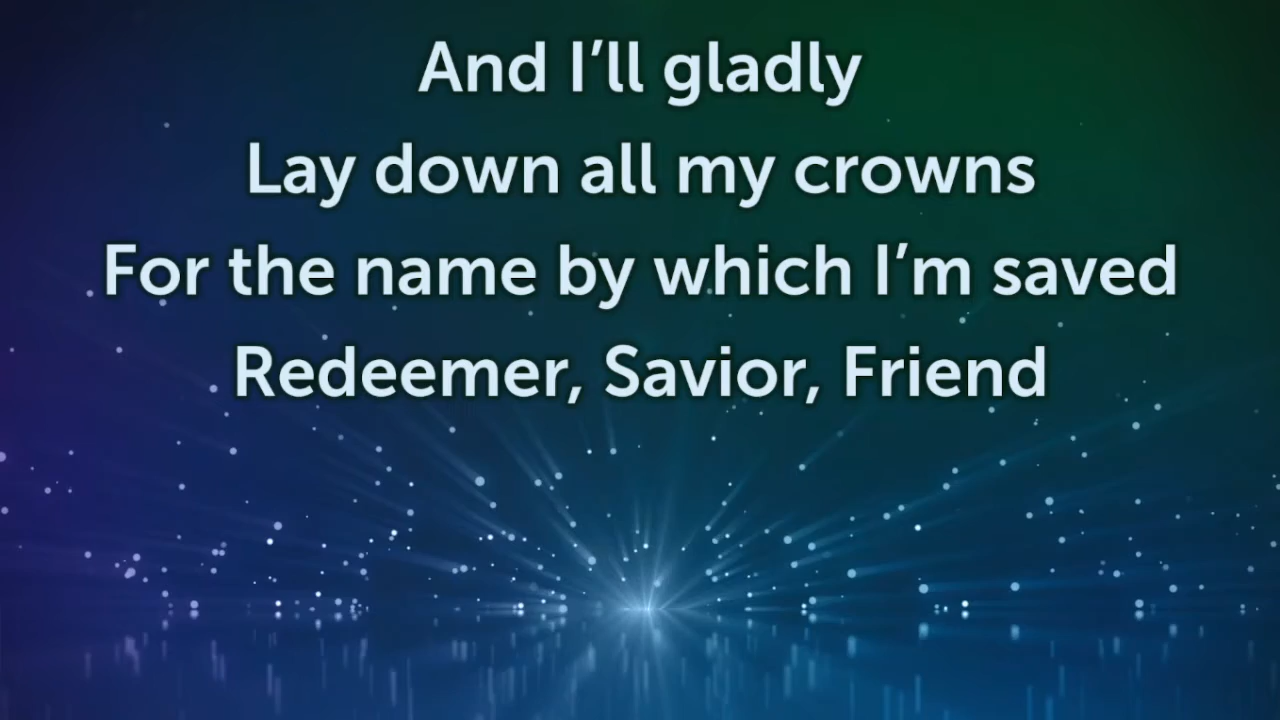 And I’ll gladly
Lay down all my crowns
For the name by which I’m saved
Redeemer, Savior, Friend